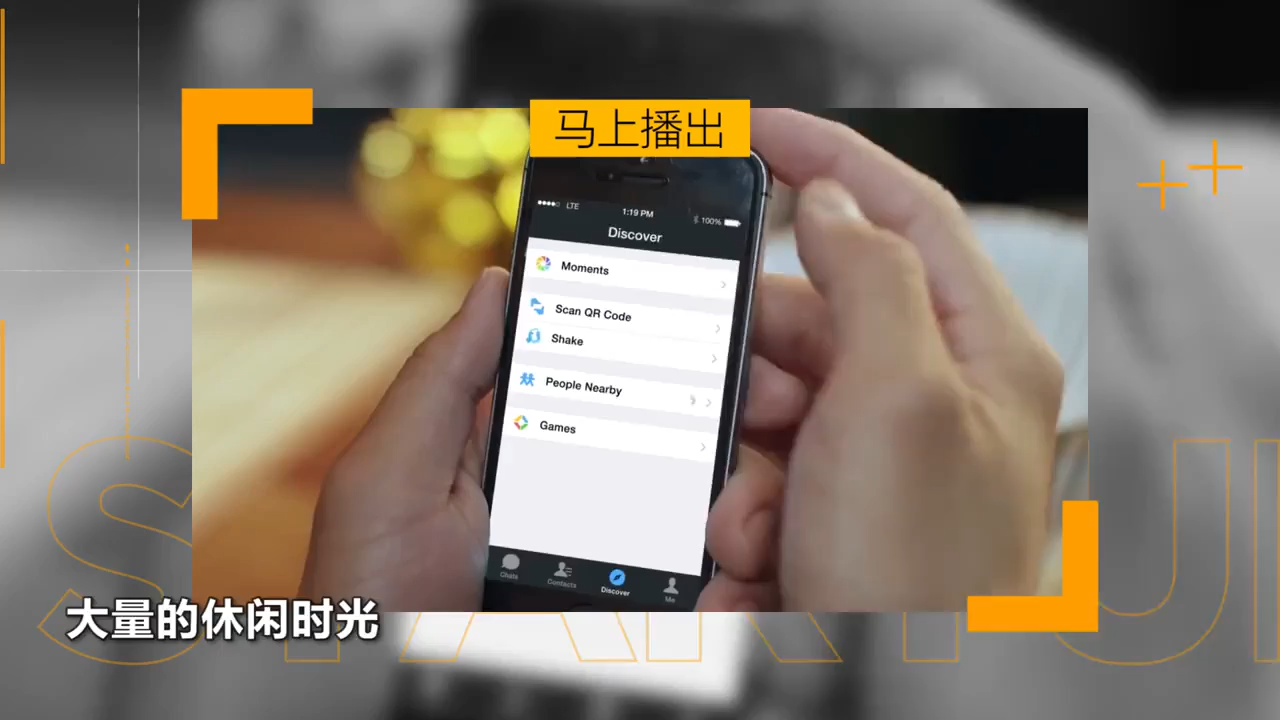 马上播出
LTE
1:19 PM
100%
Discover
Moments
Scan QR Code
Shake
People Nearby
Games
Chats
Contacts
Discover
Me
大量的休闲时光
STARTU